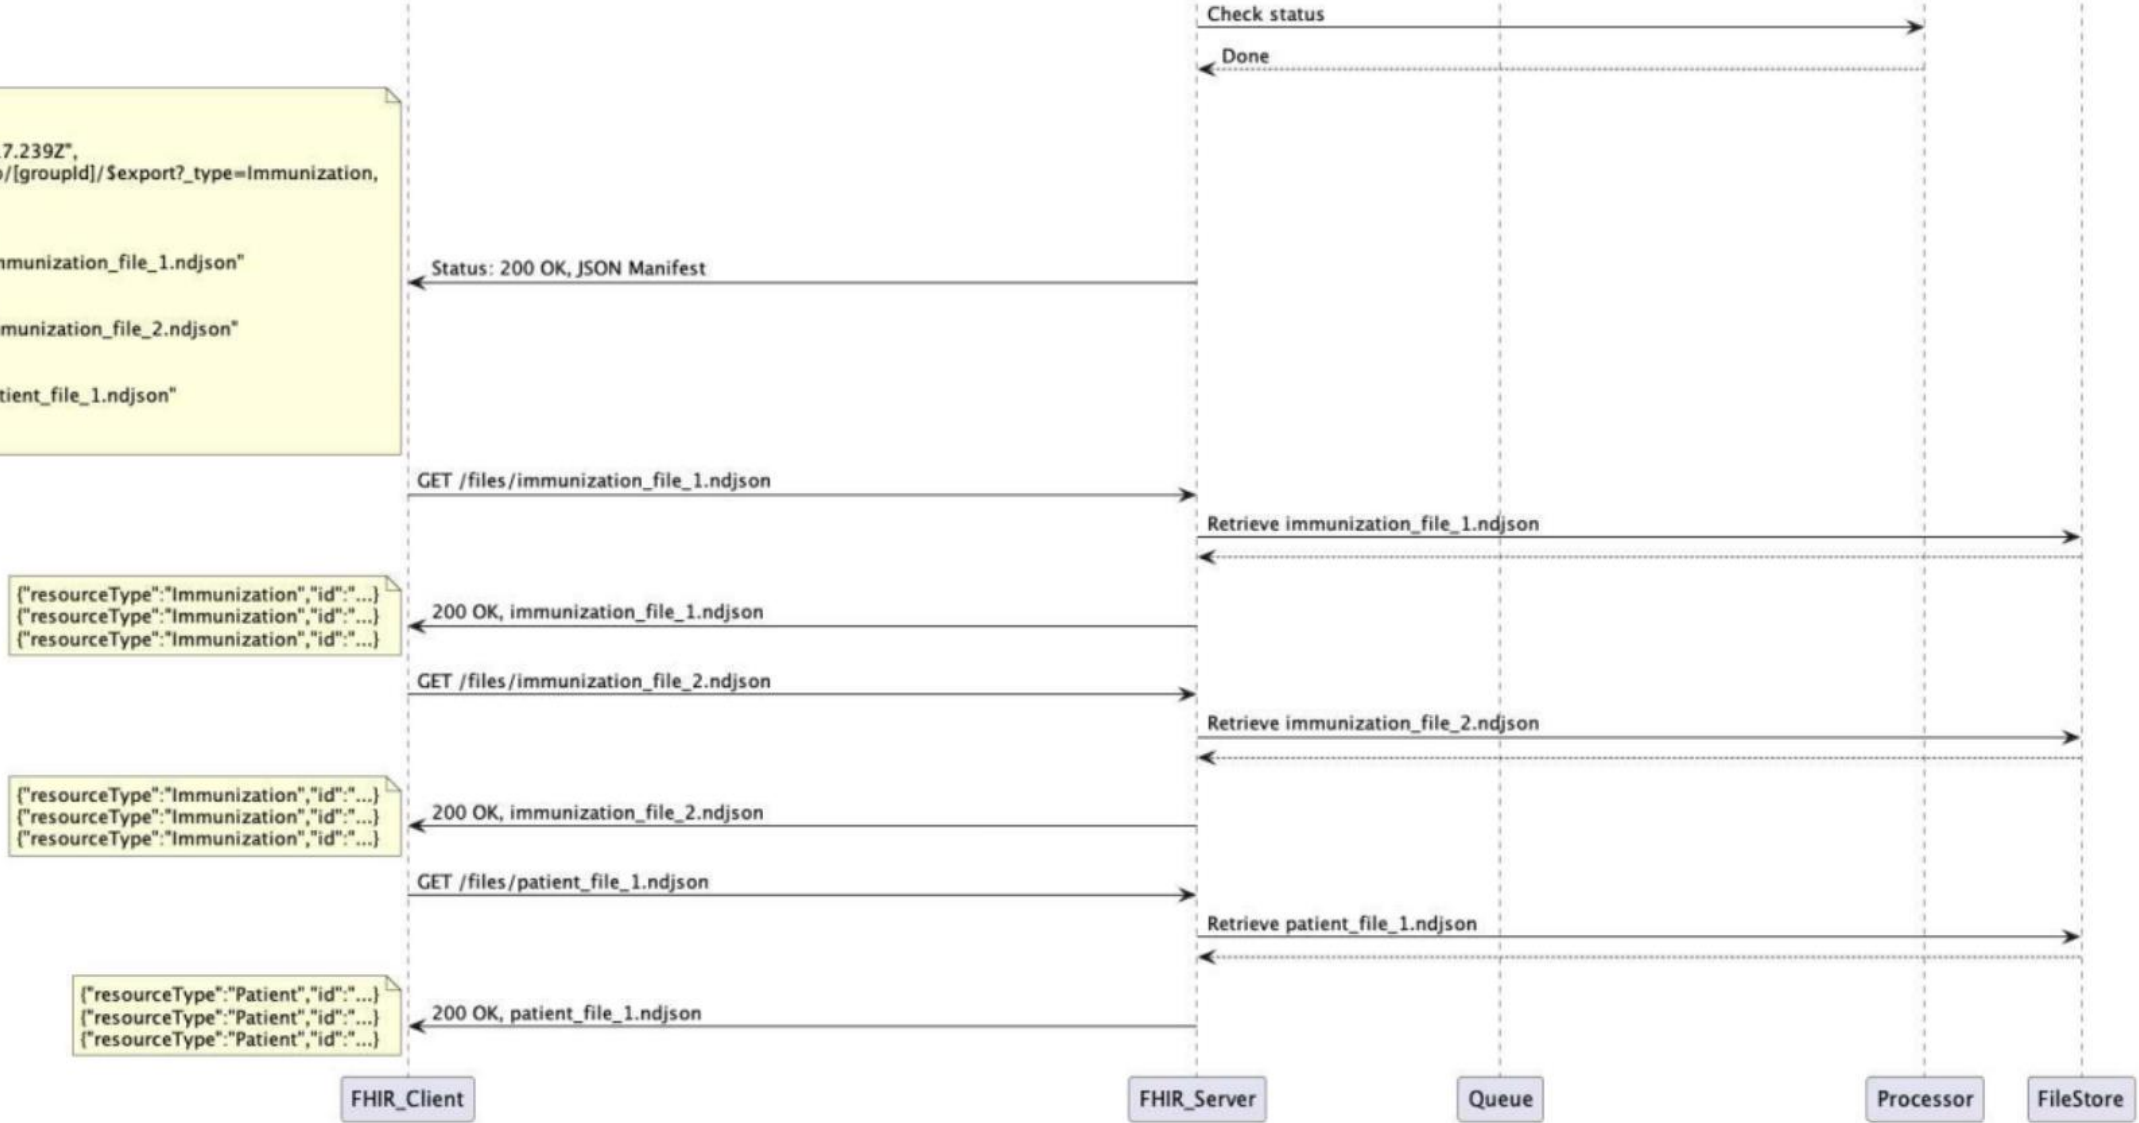 Check status
Done
7.239Z",
/[groupId]/$export?_type=Immunization,
mmunization_file_1.ndjson"
Status: 200 OK, JSON Manifest
munization_file_2.ndjson"
tient_file_1.ndjson"
GET /files/immunization_file_1.ndjson
Retrieve immunization_file_1.ndjson
{"resourceType":"Immunization","id":"...}
{"resourceType":"Immunization","id":"...}
{"resourceType":"Immunization","id":"...}
200 OK, immunization_file_1.ndjson
GET /files/immunization_file_2.ndjson
Retrieve immunization_file_2.ndjson
{"resourceType":"Immunization","id":"...}
{"resourceType":"Immunization","id":"...}
{"resourceType":"Immunization","id":"...}
200 OK, immunization_file_2.ndjson
GET /files/patient_file_1.ndjson
Retrieve patient_file_1.ndjson
{"resourceType":"Patient","id":"...}
{"resourceType":"Patient","id":"...}
{"resourceType":"Patient","id":"...}
200 OK, patient_file_1.ndjson
FHIR_Client
FHIR_Server
Queue
Processor
FileStore